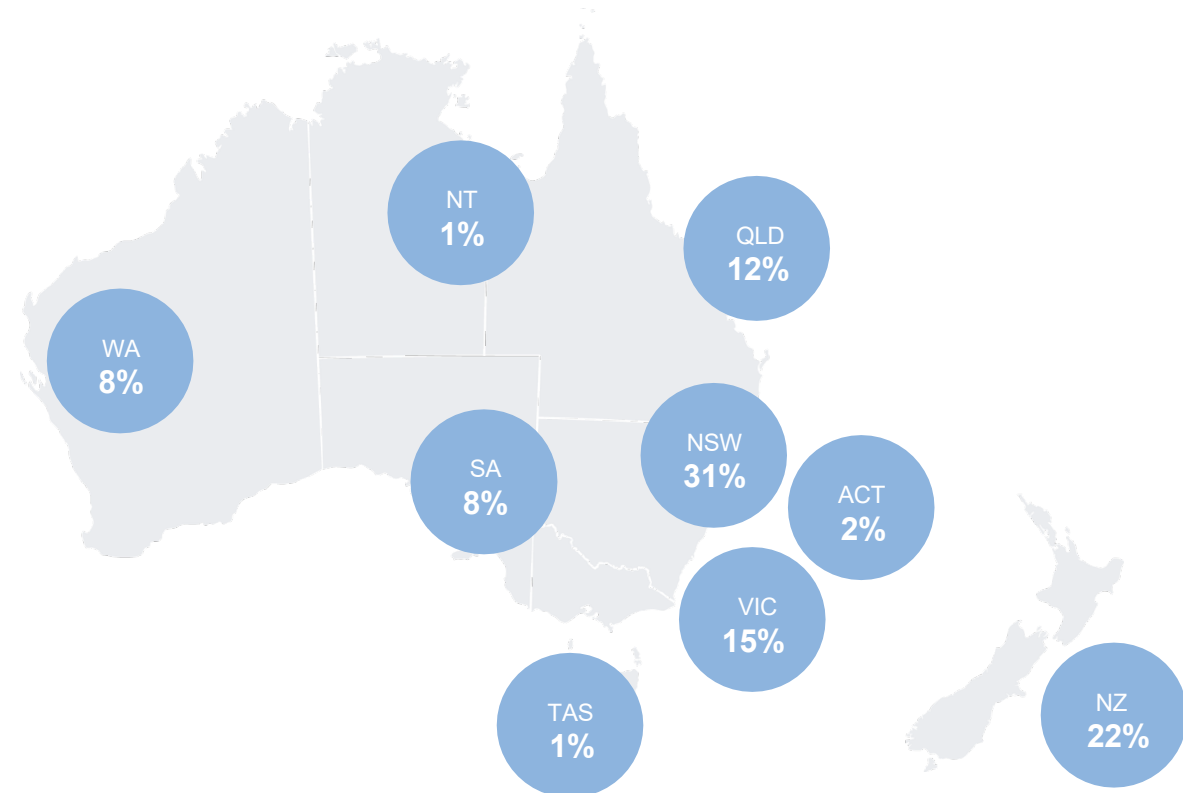 NT
1%
QLD
12%
WA
8%
NSW
31%
SA
8%
ACT
2%
VIC
15%
TAS
1%
NZ
22%